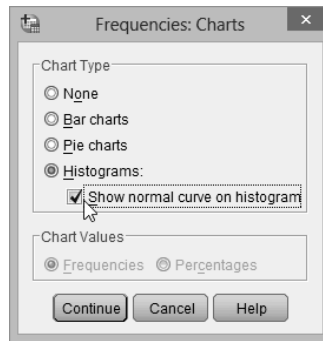 Frequencies: Charts
Chart Type
None
Bar charts
Pie charts
Histograms:
Show normal curve on histogram
Chart Values
Frequencies Percentages
Continue Cancel Help